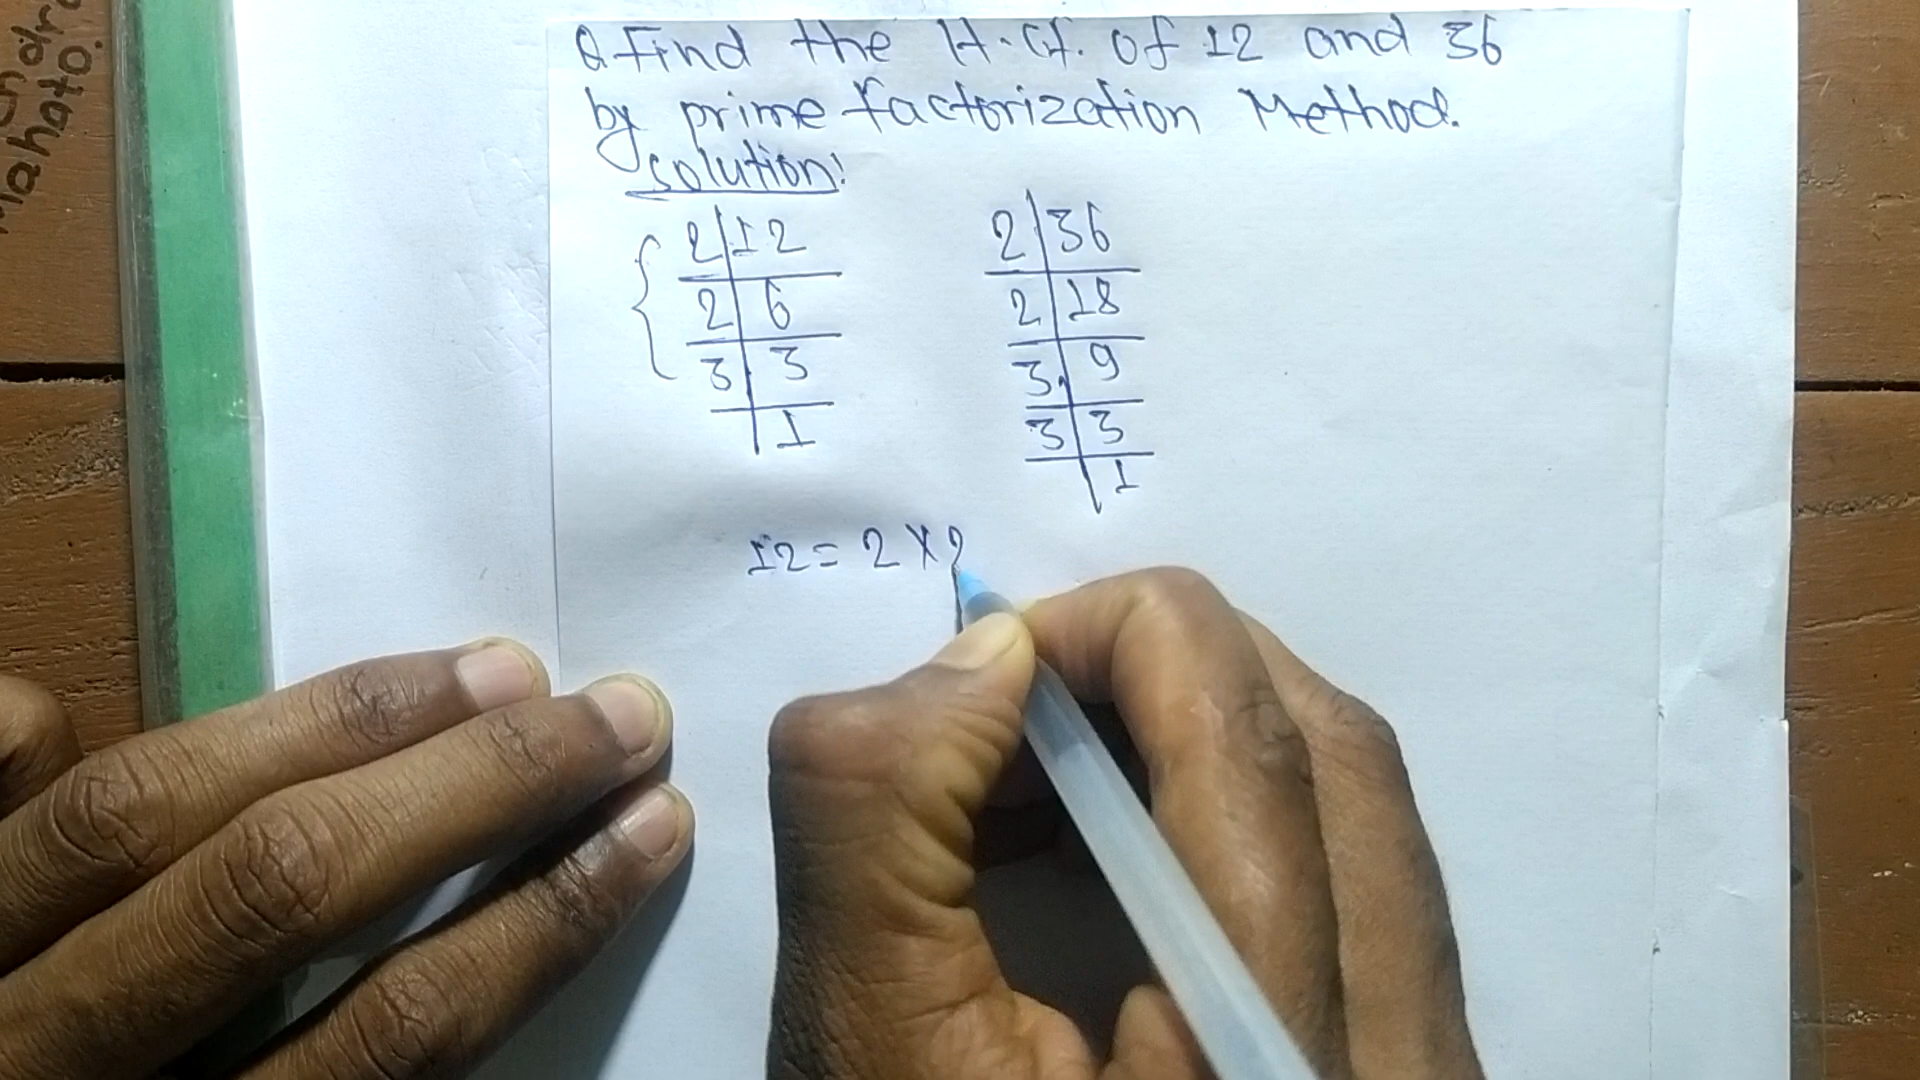 Q Find the H.C.f. of 12 and 36
by prime factorization Method.
solution:
2 12
2 6
3 3
1
2 36
2 18
3 9
3 3
1
12 = 2 × 2
Mahato.